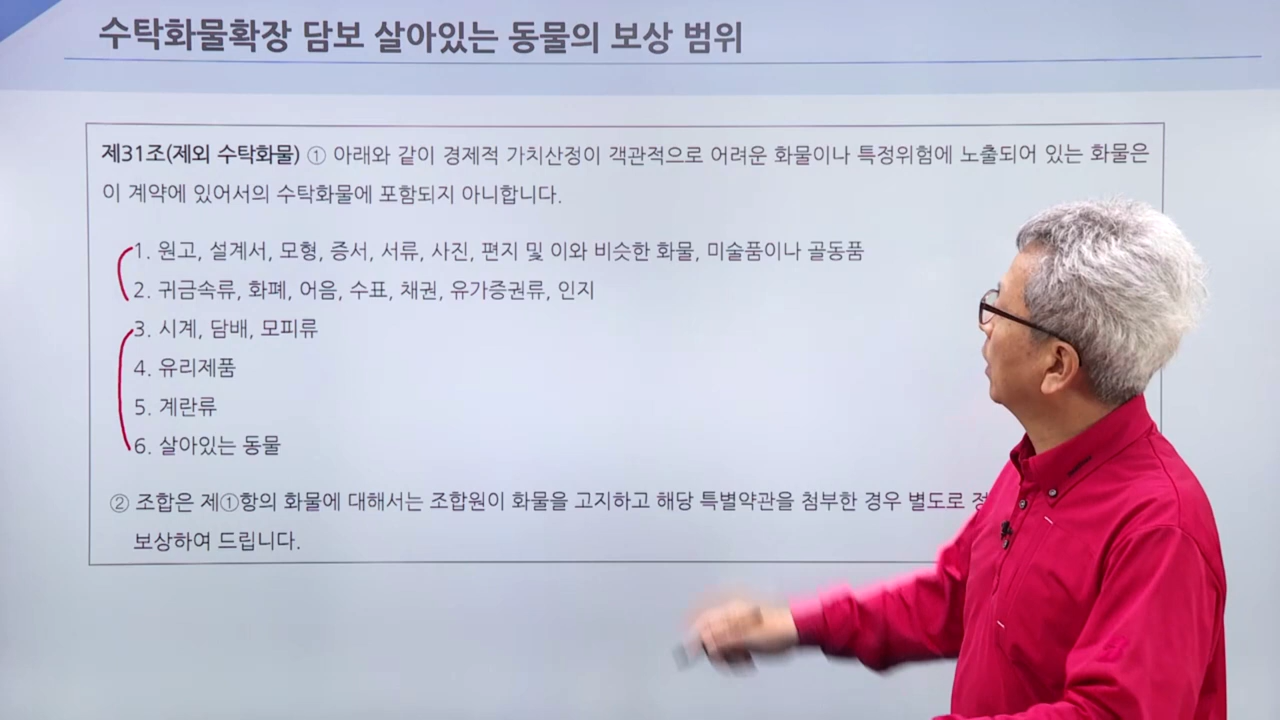 수탁화물확장 담보 살아있는 동물의 보상 범위
제31조(제외 수탁화물) ① 아래와 같이 경제적 가치산정이 객관적으로 어려운 화물이나 특정위험에 노출되어 있는 화물은
이 계약에 있어서의 수탁화물에 포함되지 아니합니다.
1. 원고, 설계서, 모형, 증서, 서류, 사진, 편지 및 이와 비슷한 화물, 미술품이나 골동품
2. 귀금속류, 화폐, 어음, 수표, 채권, 유가증권류, 인지
3. 시계, 담배, 모피류
4. 유리제품
5. 계란류
6. 살아있는 동물
② 조합은 제①항의 화물에 대해서는 조합원이 화물을 고지하고 해당 특별약관을 첨부한 경우 별도로
보상하여 드립니다.